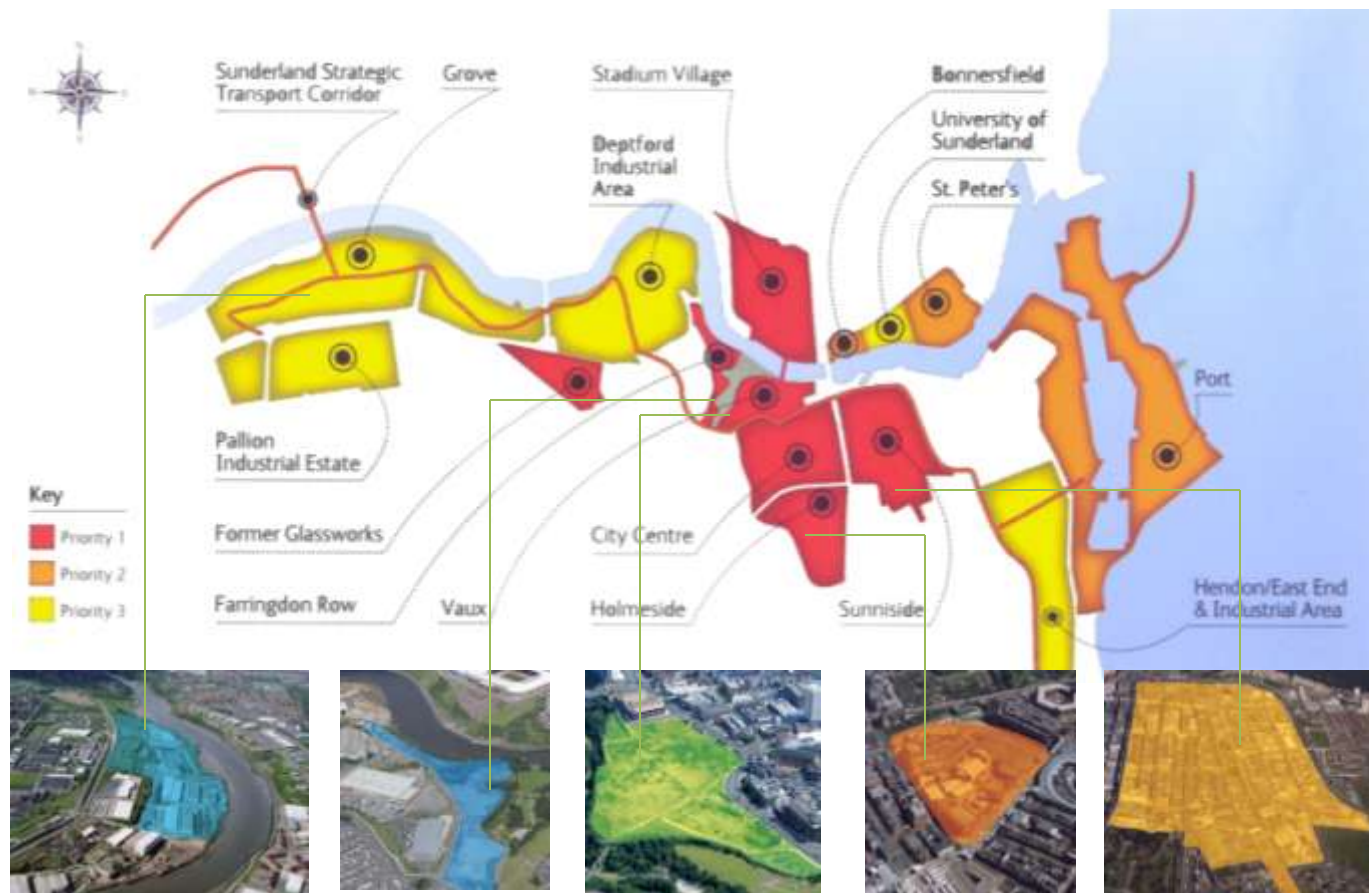 Sunderland Strategic
Transport Corridor
Grove
Stadium Village
Bonnersfield
University of
Sunderland
Deptford
Industrial
Area
St. Peter's
Port
Pallion
Industrial Estate
Key
Priority 1
Priority 2
Priority 3
Former Glassworks
City Centre
Farringdon Row
Vaux
Holmeside
Sunniside
Hendon/East End
& Industrial Area